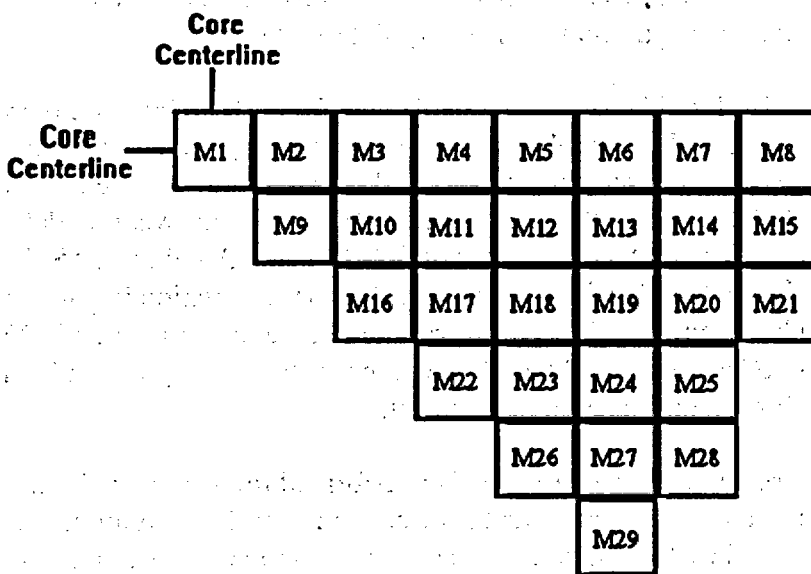 Core
Centerline
Core
Centerline
M1 M2 M3 M4 M5 M6 M7 M8
M9 M10 M11 M12 M13 M14 M15
M16 M17 M18 M19 M20 M21
M22 M23 M24 M25
M26 M27 M28
M29